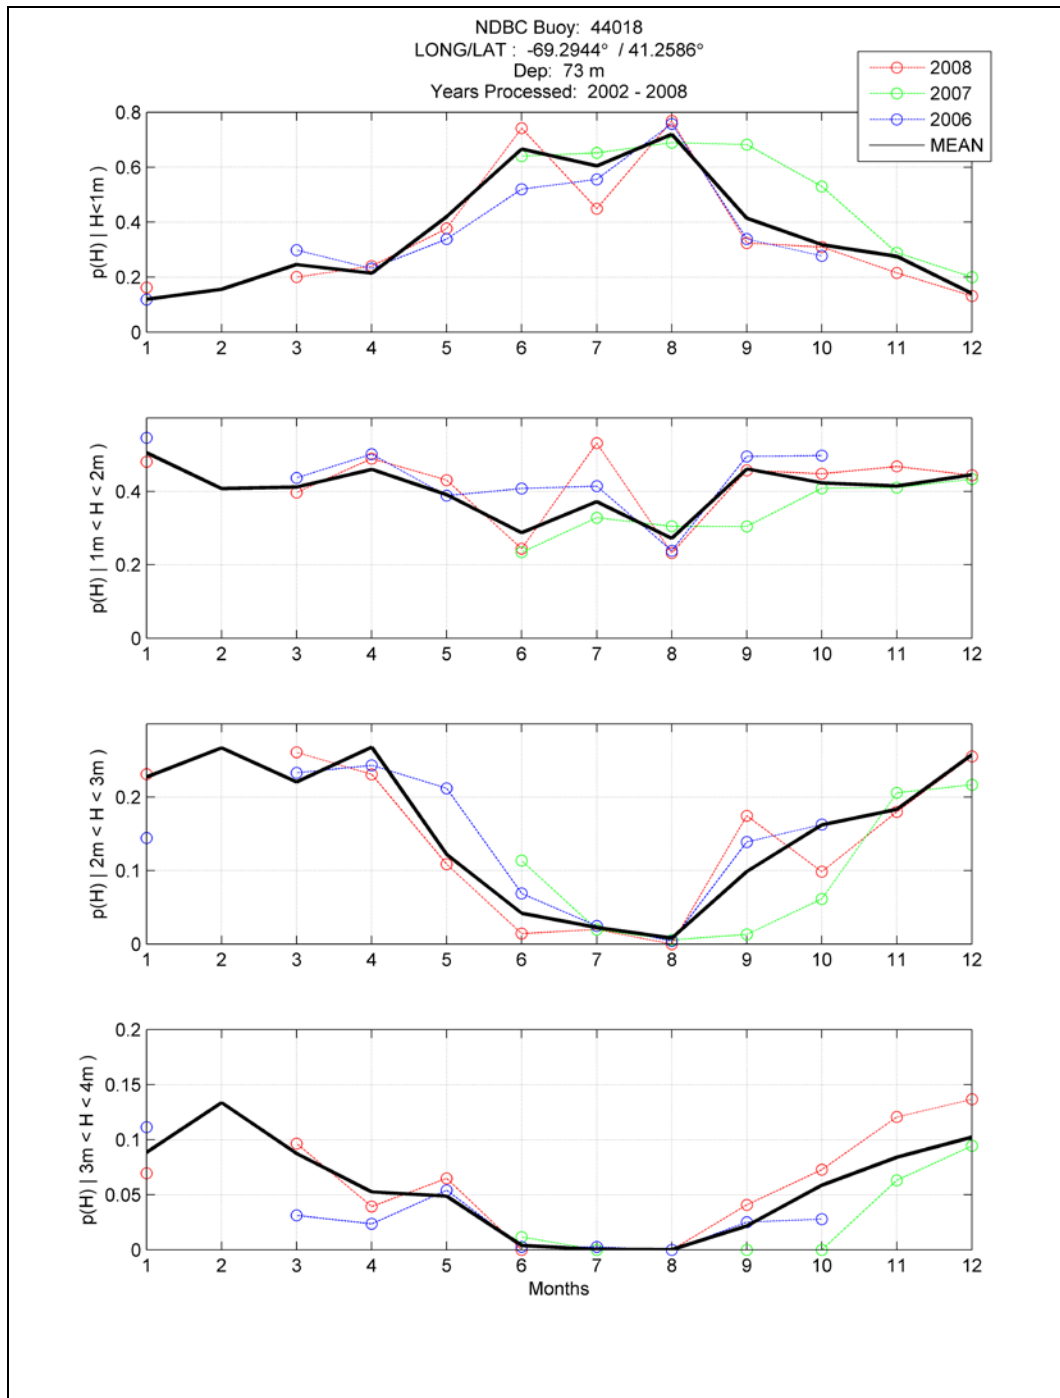 NDBC Buoy: 44018
LONG/LAT : -69.2944° / 41.2586°
Dep: 73 m
Years Processed: 2002 - 2008
2008
2007
2006
MEAN
p(H) | H<1m )
0.8
0.6
0.4
0.2
0
1 2 3 4 5 6 7 8 9 10 11 12
p(H) | 1m < H < 2m )
0.4
0.2
0
1 2 3 4 5 6 7 8 9 10 11 12
p(H) | 2m < H < 3m )
0.2
0.1
0
1 2 3 4 5 6 7 8 9 10 11 12
p(H) | 3m < H < 4m )
0.2
0.15
0.1
0.05
0
1 2 3 4 5 6 7 8 9 10 11 12
Months